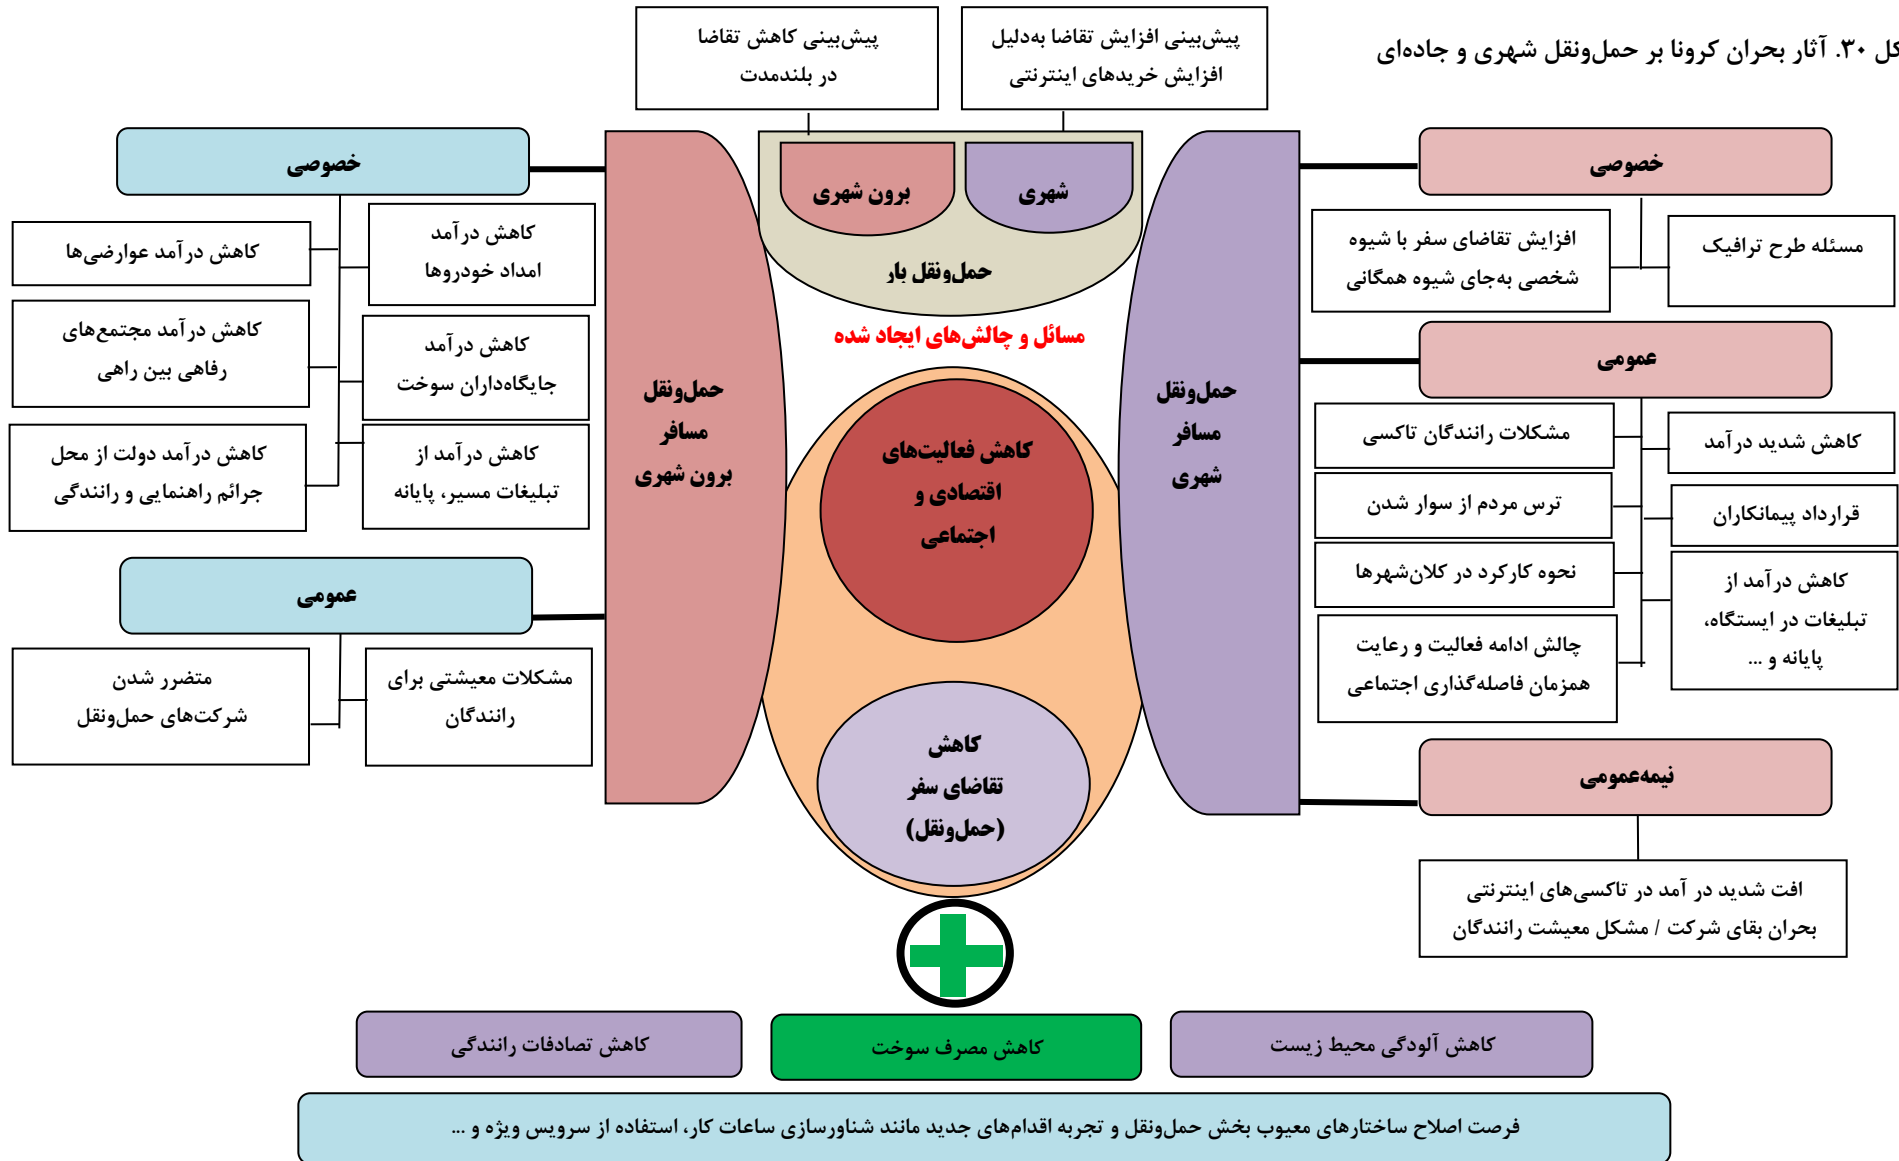 کل ۳۰. آثار بحران کرونا بر حمل‌ونقل شهری و جاده‌ای
پیش‌بینی افزایش تقاضا به‌دلیل
افزایش خریدهای اینترنتی
پیش‌بینی کاهش تقاضا
در بلندمدت
شهری
برون شهری
حمل‌ونقل بار
مسائل و چالش‌های ایجاد شده
حمل‌ونقل
مسافر
شهری
خصوصی
مسئله طرح ترافیک
افزایش تقاضای سفر با شیوه
شخصی به‌جای شیوه همگانی
عمومی
کاهش شدید درآمد
قرارداد پیمانکاران
کاهش درآمد از
تبلیغات در ایستگاه،
پایانه و ...
مشکلات رانندگان تاکسی
ترس مردم از سوار شدن
نحوه کارکرد در کلان‌شهرها
چالش ادامه فعالیت و رعایت
همزمان فاصله‌گذاری اجتماعی
نیمه‌عمومی
افت شدید در آمد در تاکسی‌های اینترنتی
بحران بقای شرکت / مشکل معیشت رانندگان
کاهش فعالیت‌های
اقتصادی و
اجتماعی
کاهش
تقاضای سفر
(حمل‌ونقل)
حمل‌ونقل
مسافر
برون شهری
خصوصی
کاهش درآمد
امداد خودروها
کاهش درآمد
جایگاه‌داران سوخت
کاهش درآمد از
تبلیغات مسیر، پایانه
کاهش درآمد عوارضی‌ها
کاهش درآمد مجتمع‌های
رفاهی بین راهی
کاهش درآمد دولت از محل
جرائم راهنمایی و رانندگی
عمومی
مشکلات معیشتی برای
رانندگان
متضرر شدن
شرکت‌های حمل‌ونقل
کاهش آلودگی محیط زیست
کاهش مصرف سوخت
کاهش تصادفات رانندگی
فرصت اصلاح ساختارهای معیوب بخش حمل‌ونقل و تجربه اقدام‌های جدید مانند شناورسازی ساعات کار، استفاده از سرویس ویژه و ...